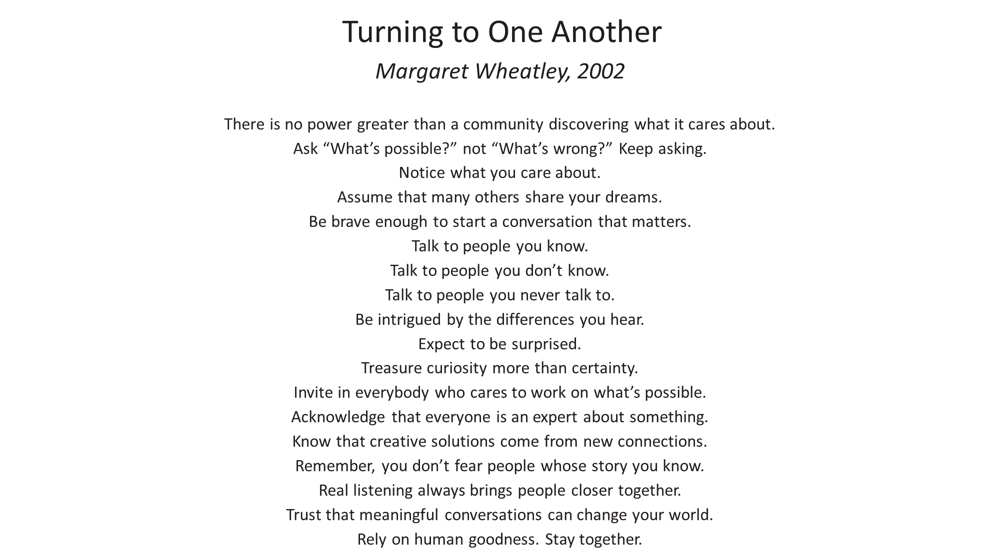 Turning to One Another
Margaret Wheatley, 2002
There is no power greater than a community discovering what it cares about.
Ask “What’s possible?” not “What’s wrong?” Keep asking.
Notice what you care about.
Assume that many others share your dreams.
Be brave enough to start a conversation that matters.
Talk to people you know.
Talk to people you don’t know.
Talk to people you never talk to.
Be intrigued by the differences you hear.
Expect to be surprised.
Treasure curiosity more than certainty.
Invite in everybody who cares to work on what’s possible.
Acknowledge that everyone is an expert about something.
Know that creative solutions come from new connections.
Remember, you don’t fear people whose story you know.
Real listening always brings people closer together.
Trust that meaningful conversations can change your world.
Rely on human goodness. Stay together.